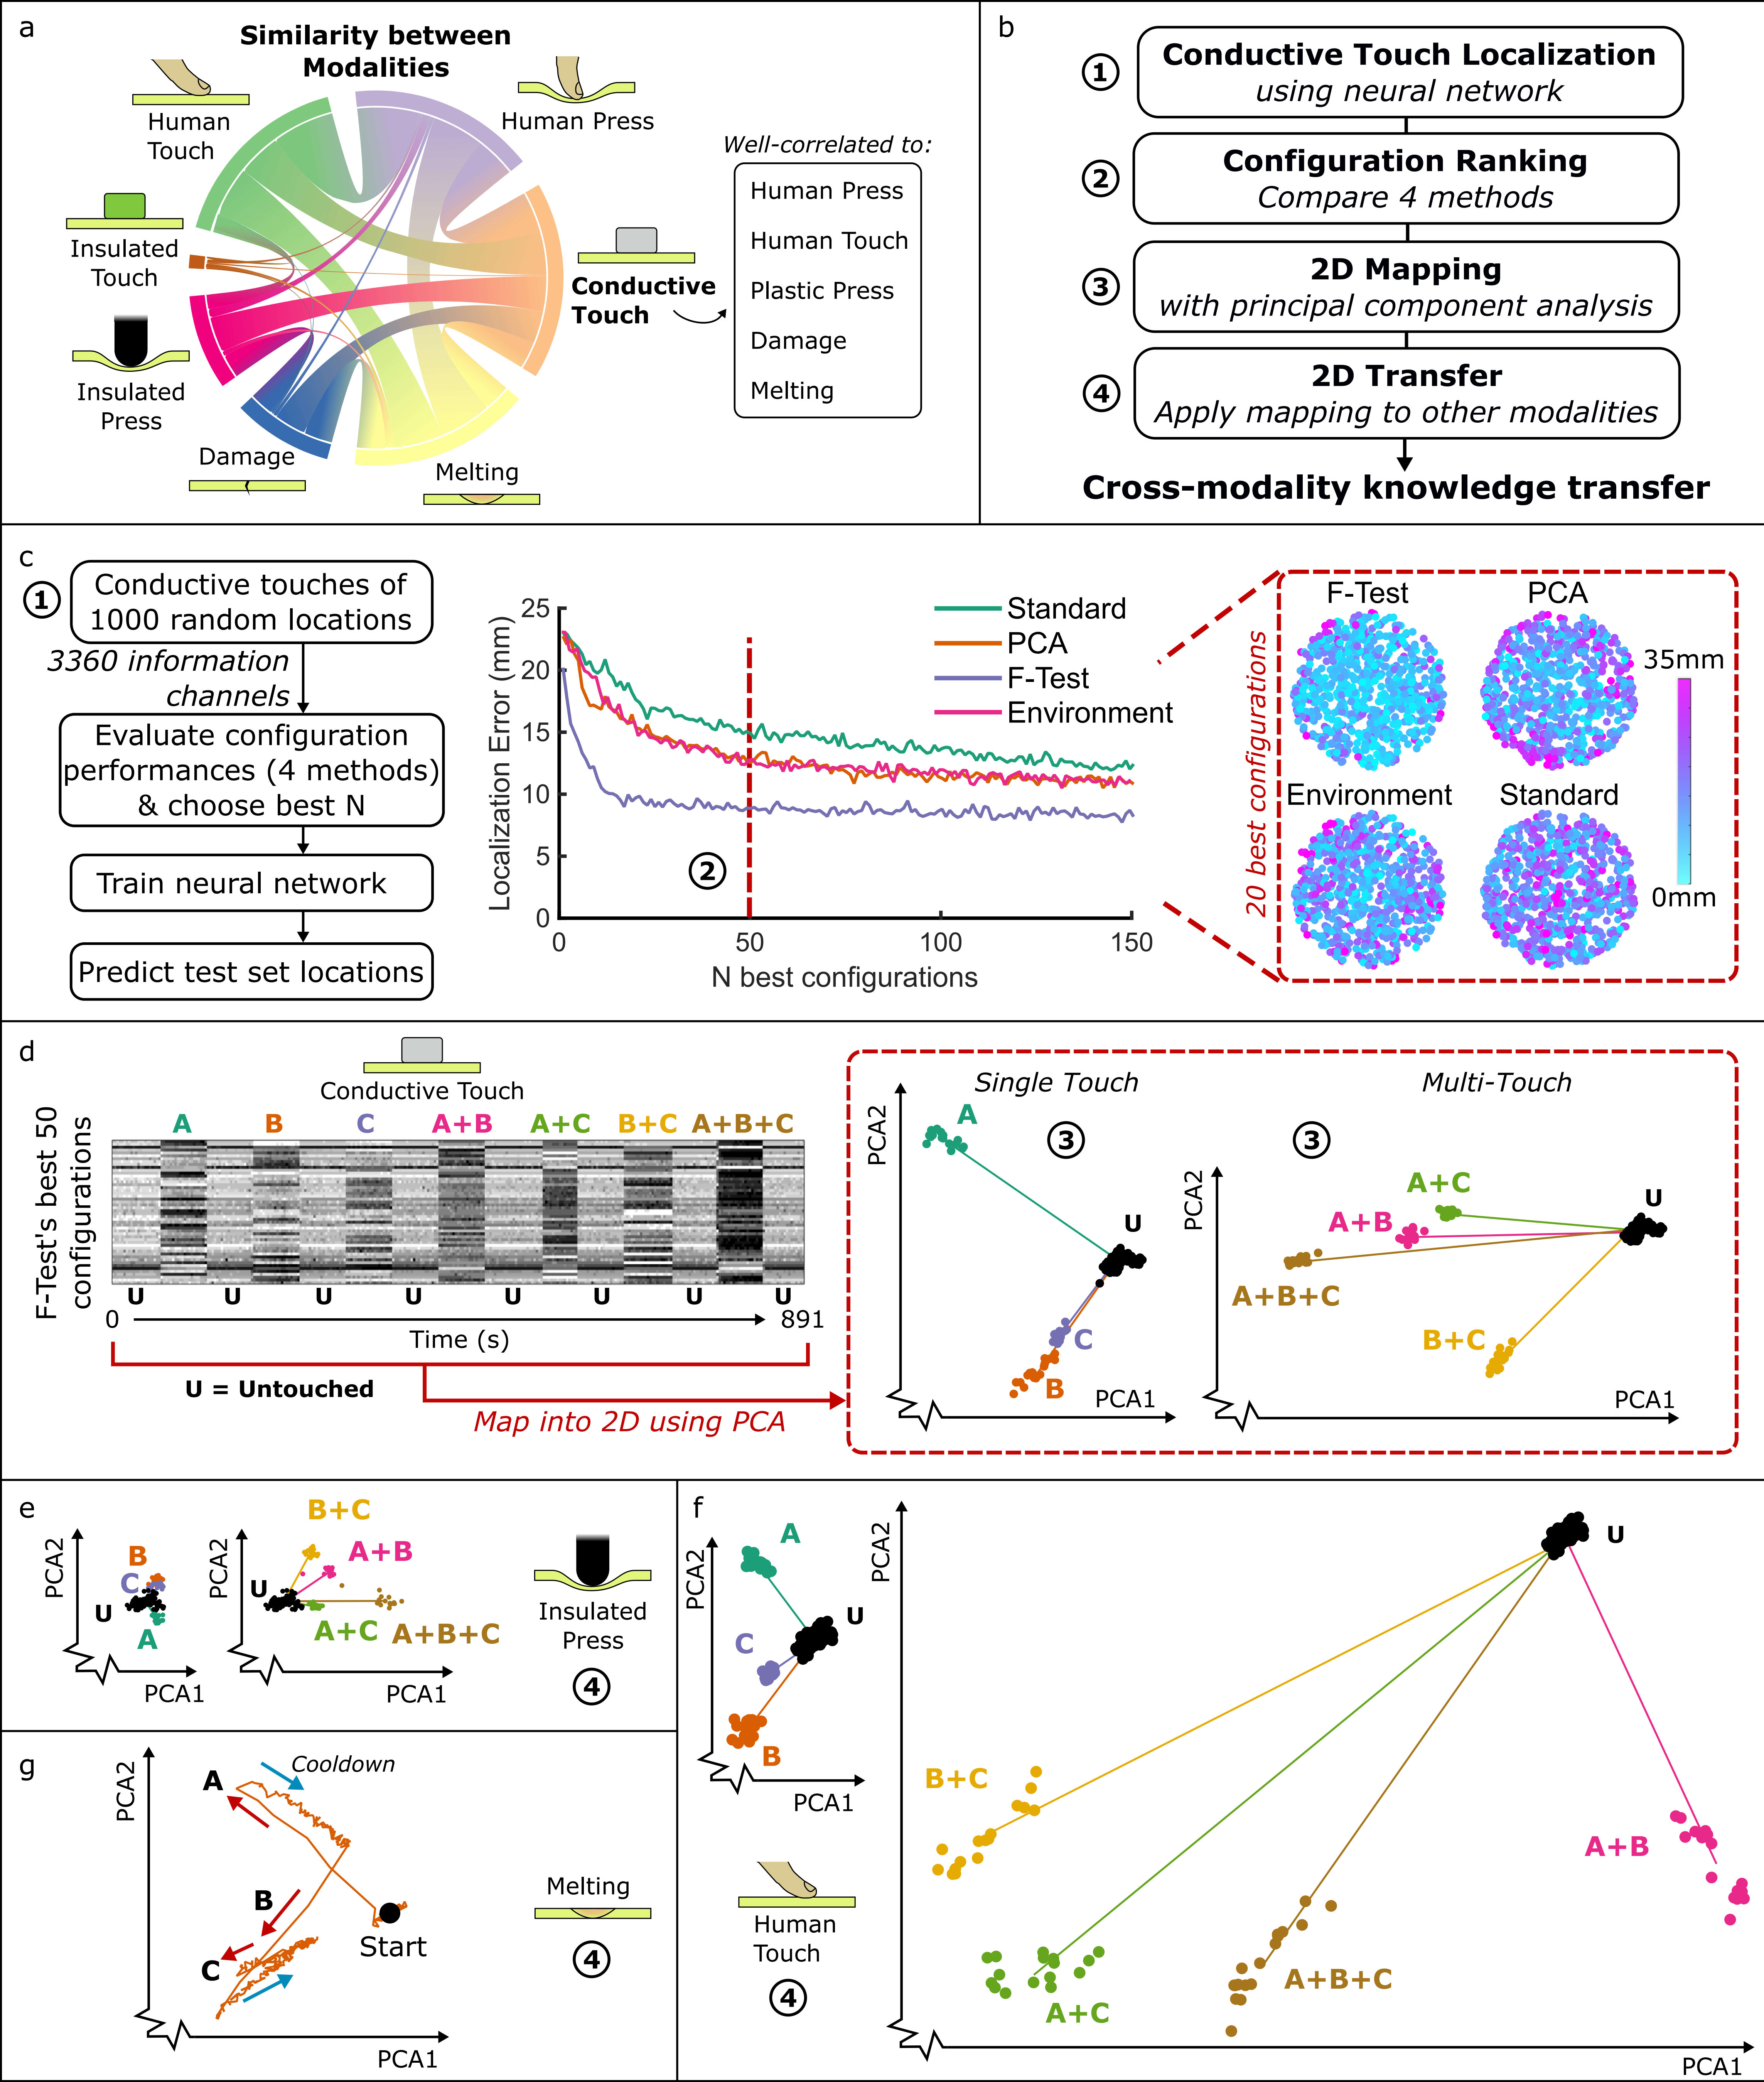 a
Similarity between
Modalities
Human
Touch
Human Press
Insulated
Touch
Insulated
Press
Damage
Melting
Conductive
Touch
Well-correlated to:
Human Press
Human Touch
Plastic Press
Damage
Melting
b
1
Conductive Touch Localization
using neural network
2
Configuration Ranking
Compare 4 methods
3
2D Mapping
with principal component analysis
4
2D Transfer
Apply mapping to other modalities
Cross-modality knowledge transfer
c
1
Conductive touches of
1000 random locations
3360 information
channels
Evaluate configuration
performances (4 methods)
& choose best N
Train neural network
Predict test set locations
Localization Error (mm)
25
20
15
10
5
0
0
50
100
150
N best configurations
2
Standard
PCA
F-Test
Environment
20 best configurations
F-Test
PCA
Environment
Standard
35mm
0mm
d
Conductive Touch
F-Test's best 50
configurations
A
B
C
A+B
A+C
B+C
A+B+C
U
U
U
U
U
U
U
U
0
891
Time (s)
U = Untouched
Map into 2D using PCA
Single Touch
PCA2
A
3
U
C
B
PCA1
Multi-Touch
3
PCA2
A+C
A+B
U
A+B+C
B+C
PCA1
e
PCA2
B
C
U
A
PCA1
PCA2
B+C
A+B
U
A+C
A+B+C
PCA1
Insulated
Press
4
f
PCA2
A
U
C
B
PCA1
Human
Touch
4
PCA2
U
B+C
A+B
A+C
A+B+C
PCA1
g
PCA2
A
Cooldown
B
C
Start
PCA1
Melting
4